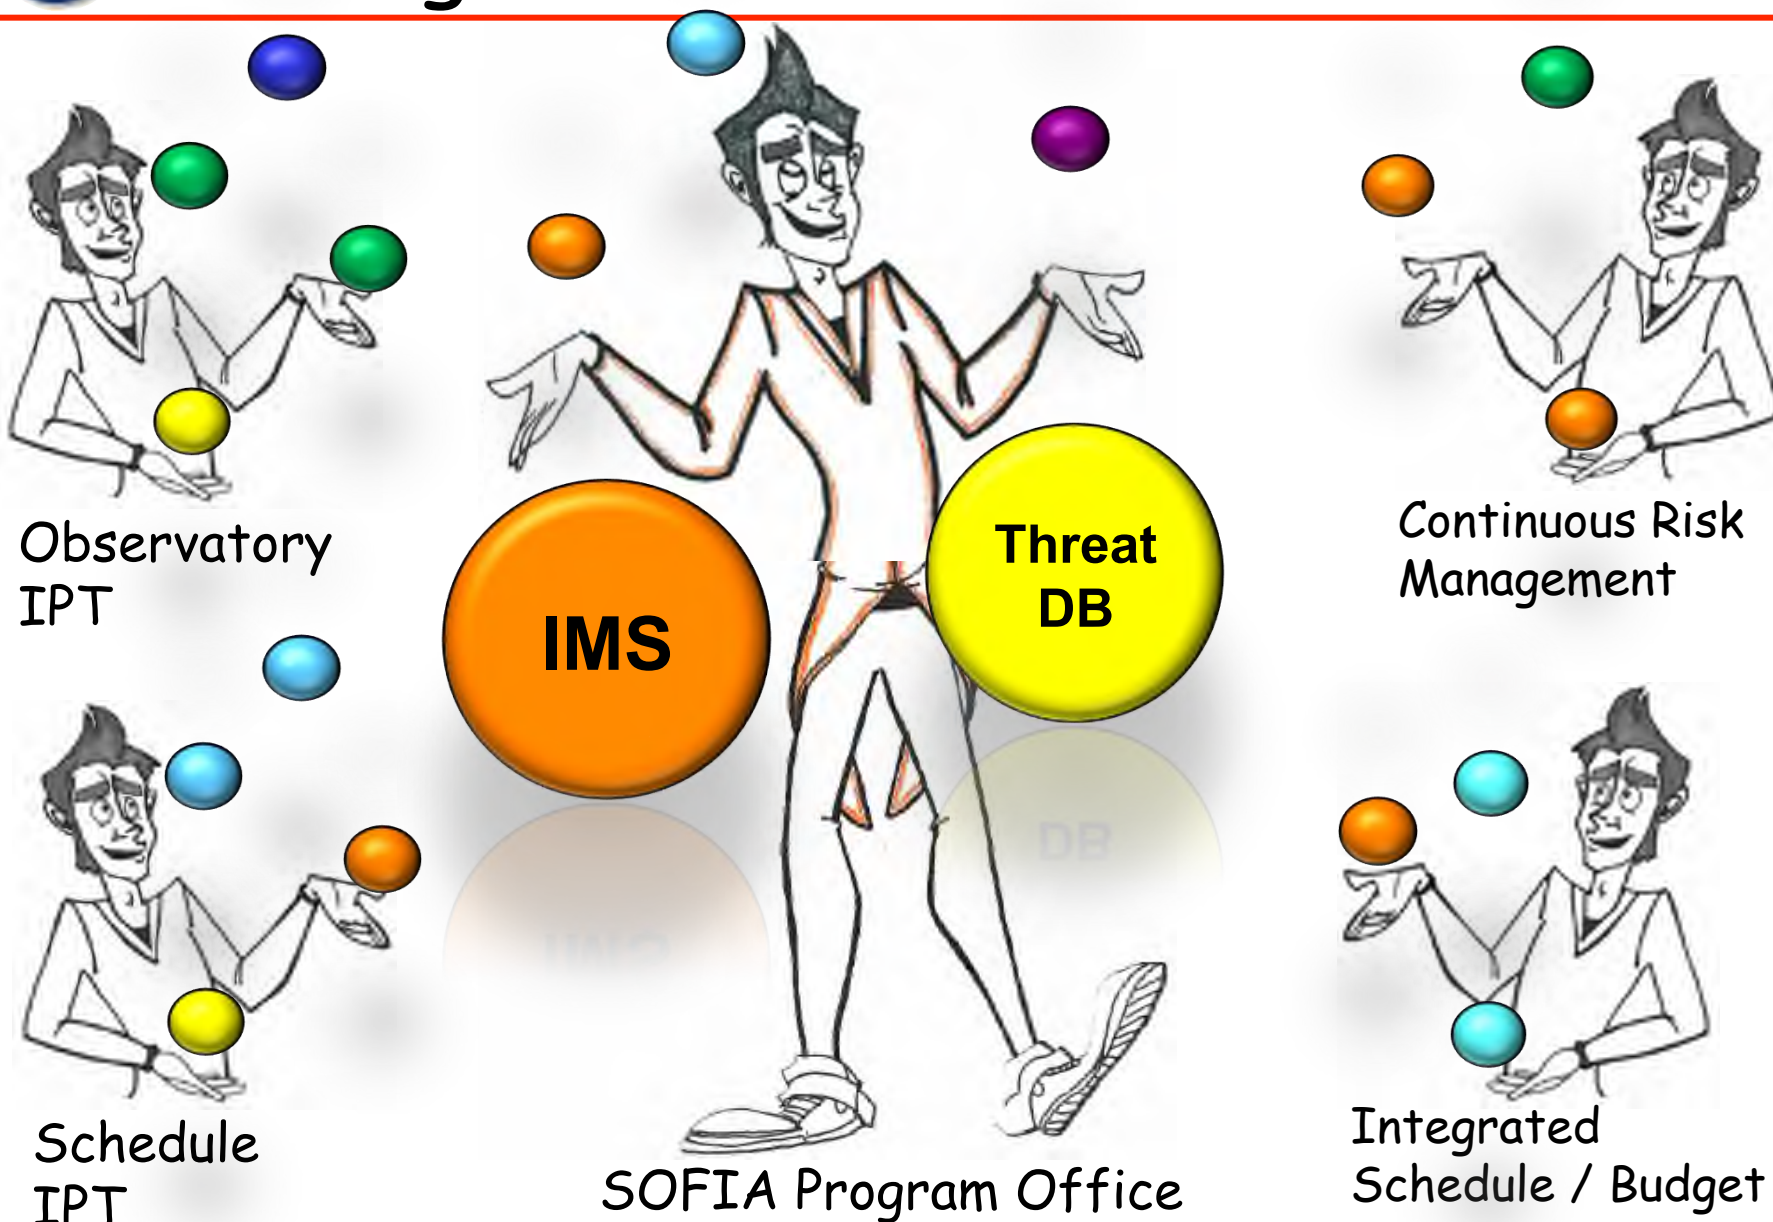 Observatory
IPT
IMS
Threat
DB
Continuous Risk
Management
Schedule
IPT
SOFIA Program Office
Integrated
Schedule / Budget